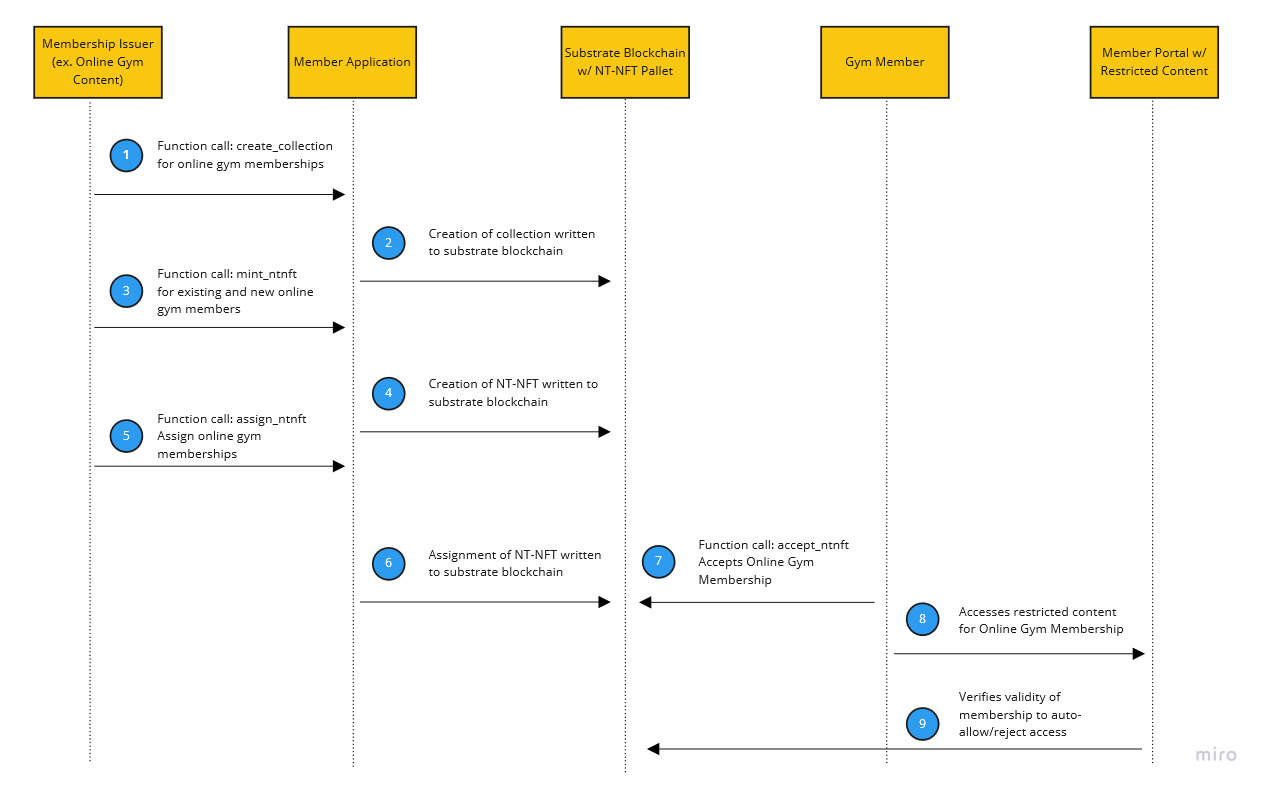 Membership Issuer
(ex. Online Gym
Content)
Member Application
Substrate Blockchain
w/ NT-NFT Pallet
Gym Member
Member Portal w/
Restricted Content
1
Function call: create_collection
for online gym memberships
2
Creation of collection written
to substrate blockchain
3
Function call: mint_ntnft
for existing and new online
gym members
4
Creation of NT-NFT written to
substrate blockchain
5
Function call: assign_ntnft
Assign online gym
memberships
6
Assignment of NT-NFT written
to substrate blockchain
7
Function call: accept_ntnft
Accepts Online Gym
Membership
8
Accesses restricted content
for Online Gym Membership
9
Verifies validity of
membership to auto-
allow/reject access
miro